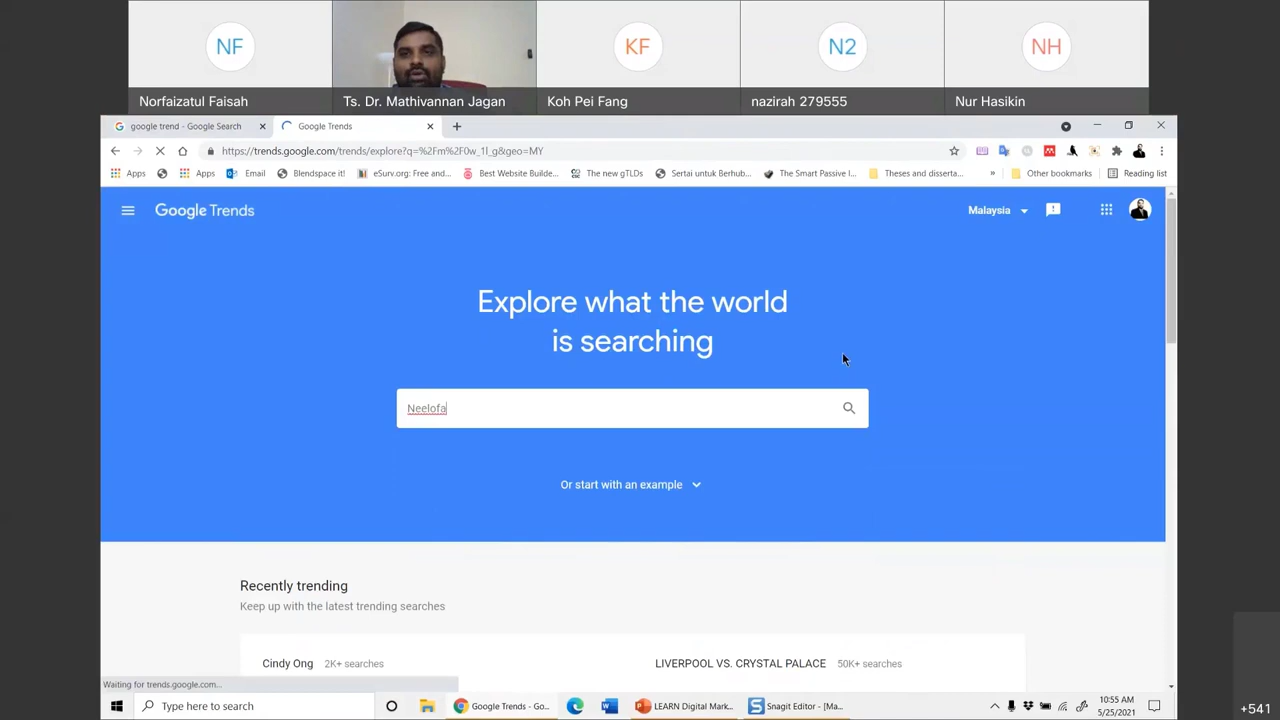 NF
KF
N2
NH
Norfaizatul Faisah
Ts. Dr. Mathivannan Jagan
Koh Pei Fang
nazirah 279555
Nur Hasikin
google trend - Google Search
Google Trends
https://trends.google.com/trends/explore?q=%2Fm%2F0w_1l_g&geo=MY
Apps
Apps
Email
Blendspace it!
eSurv.org: Free and...
Best Website Builde...
The new gTLDs
Sertai untuk Berhub...
The Smart Passive I...
Theses and disserta...
»
Other bookmarks
Reading list
Google Trends
Malaysia
Explore what the world
is searching
Neelofa
Or start with an example
Recently trending
Keep up with the latest trending searches
Cindy Ong 2K+ searches
LIVERPOOL VS. CRYSTAL PALACE 50K+ searches
Waiting for trends.google.com...
Type here to search
Google Trends - Go...
LEARN Digital Mark...
Snagit Editor - [Ma...
10:55 AM
5/25/2021
+541